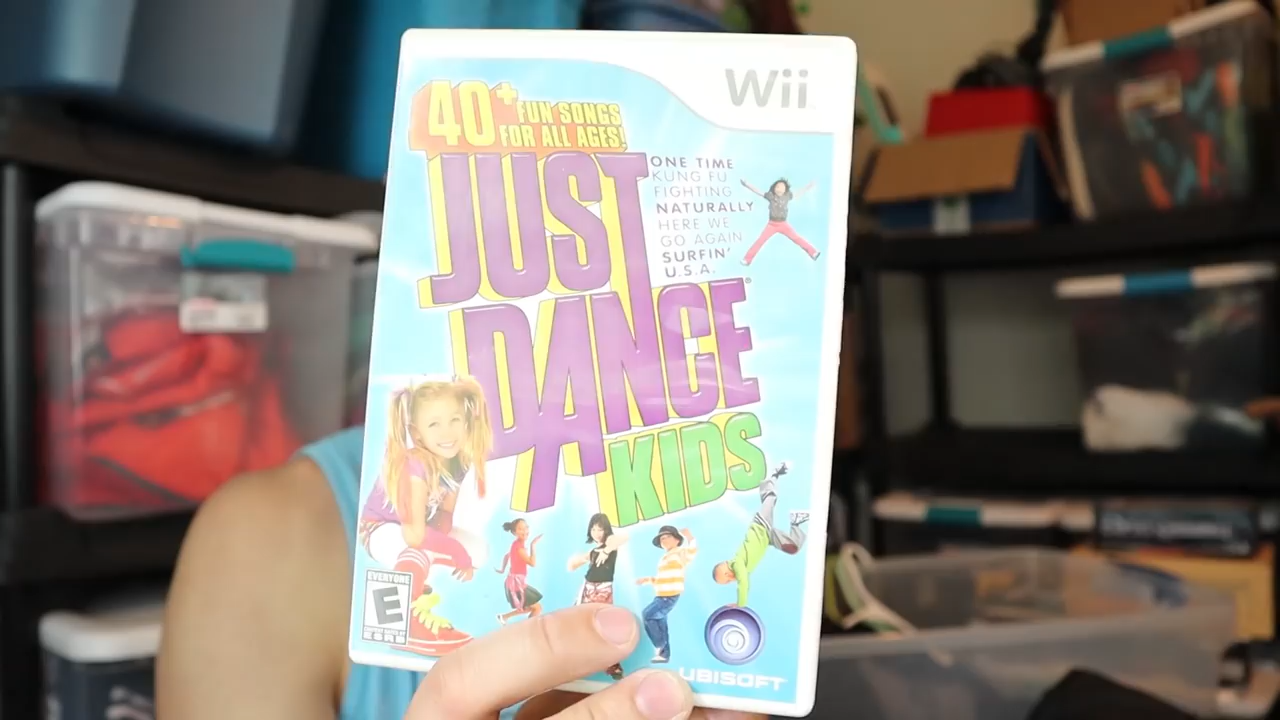 Wii
40+ FUN SONGS
FOR ALL AGES!
JUST
DANCE
KIDS
ONE TIME
KUNG FU
FIGHTING
NATURALLY
HERE WE
GO AGAIN
SURFIN'
U.S.A.
EVERYONE
E
ESRB
UBISOFT